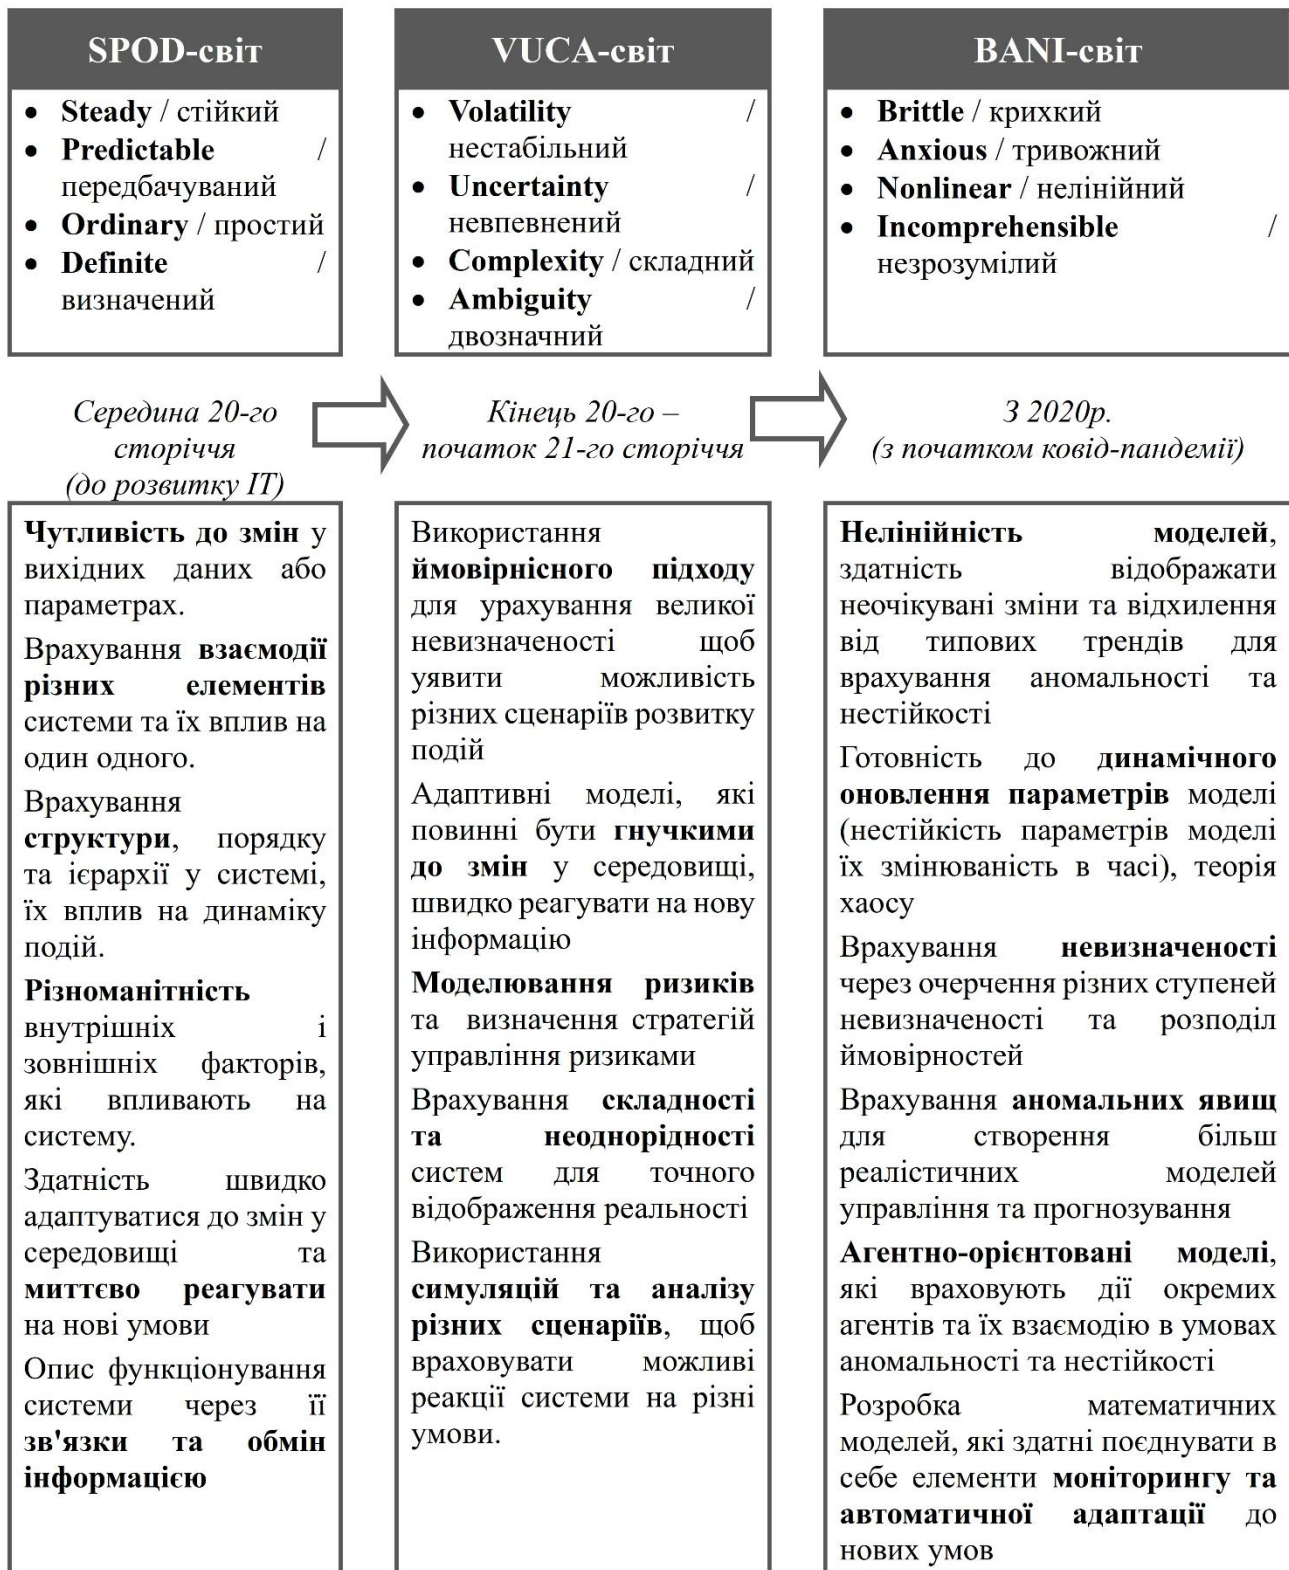 SPOD-світ
• Steady / стійкий
• Predictable /
передбачуваний
• Ordinary / простий
• Definite /
визначений
VUCA-світ
• Volatility /
нестабільний
• Uncertainty /
невпевнений
• Complexity / складний
• Ambiguity /
двозначний
BANI-світ
• Brittle / крихкий
• Anxious / тривожний
• Nonlinear / нелінійний
• Incomprehensible /
незрозумілий
Середина 20-го
сторіччя
(до розвитку ІТ)
Кінець 20-го –
початок 21-го сторіччя
З 2020р.
(з початком ковід-пандемії)
Чутливість до змін у
вихідних даних або
параметрах.
Врахування взаємодії
різних елементів
системи та їх вплив на
один одного.
Врахування
структури, порядку
та ієрархії у системі,
їх вплив на динаміку
подій.
Різноманітність
внутрішніх і
зовнішніх факторів,
які впливають на
систему.
Здатність швидко
адаптуватися до змін у
середовищі та
миттєво реагувати
на нові умови
Опис функціонування
системи через її
зв'язки та обмін
інформацією
Використання
ймовірнісного підходу
для урахування великої
невизначеності щоб
уявити можливість
різних сценаріїв розвитку
подій
Адаптивні моделі, які
повинні бути гнучкими
до змін у середовищі,
швидко реагувати на нову
інформацію
Моделювання ризиків
та визначення стратегій
управління ризиками
Врахування складності
та неоднорідності
систем для точного
відображення реальності
Використання
симуляцій та аналізу
різних сценаріїв, щоб
враховувати можливі
реакції системи на різні
умови.
Нелінійність моделей,
здатність відображати
неочікувані зміни та відхилення
від типових трендів для
врахування аномальності та
нестійкості
Готовність до динамічного
оновлення параметрів моделі
(нестійкість параметрів моделі
їх змінюваність в часі), теорія
хаосу
Врахування невизначеності
через очерчення різних ступеней
невизначеності та розподіл
ймовірностей
Врахування аномальних явищ
для створення більш
реалістичних моделей
управління та прогнозування
Агентно-орієнтовані моделі,
які враховують дії окремих
агентів та їх взаємодію в умовах
аномальності та нестійкості
Розробка математичних
моделей, які здатні поєднувати в
себе елементи моніторингу та
автоматичної адаптації до
нових умов